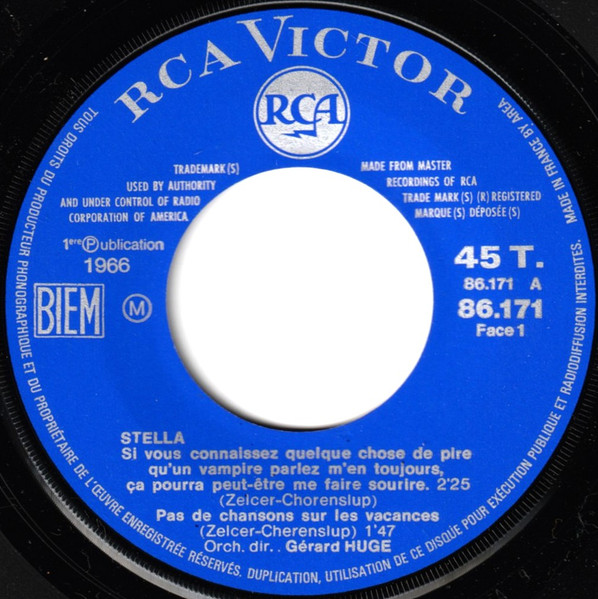 RCA VICTOR
RCA
TRADEMARK (S)
USED BY AUTHORITY
AND UNDER CONTROL OF RADIO
CORPORATION OF AMERICA
MADE FROM MASTER
RECORDINGS OF RCA
TRADE MARK (S) (R) REGISTERED
MARQUE (S) DÉPOSÉE (S)
1ere Ⓟublication
1966
BIEM
Ⓜ
45 T.
86.171 A
86.171
Face 1
STELLA
Si vous connaissez quelque chose de pire
qu'un vampire parlez m'en toujours,
ça pourra peut-être me faire sourire. 2'25
(Zelcer-Chorenslup)
Pas de chansons sur les vacances
(Zelcer-Cherenslup) 1'47
Orch. dir.. Gérard HUGE
TOUS DROITS DU PRODUCTEUR PHONOGRAPHIQUE ET DU PROPRIÉTAIRE DE L'ŒUVRE ENREGISTRÉE RÉSERVÉS. DUPLICATION, UTILISATION DE CE DISQUE POUR EXÉCUTION PUBLIQUE ET RADIODIFFUSION INTERDITES.
MADE IN FRANCE BY AREA